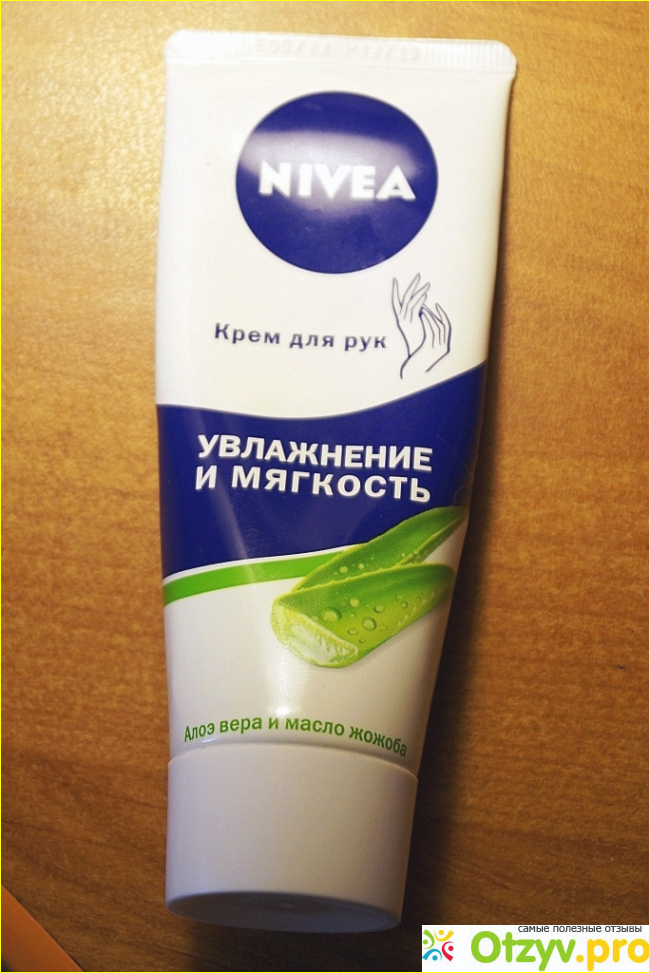 NIVEA
Крем для рук
УВЛАЖНЕНИЕ
И МЯГКОСТЬ
Алоэ вера и масло жожоба
самые полезные отзывы
Otzyv.pro